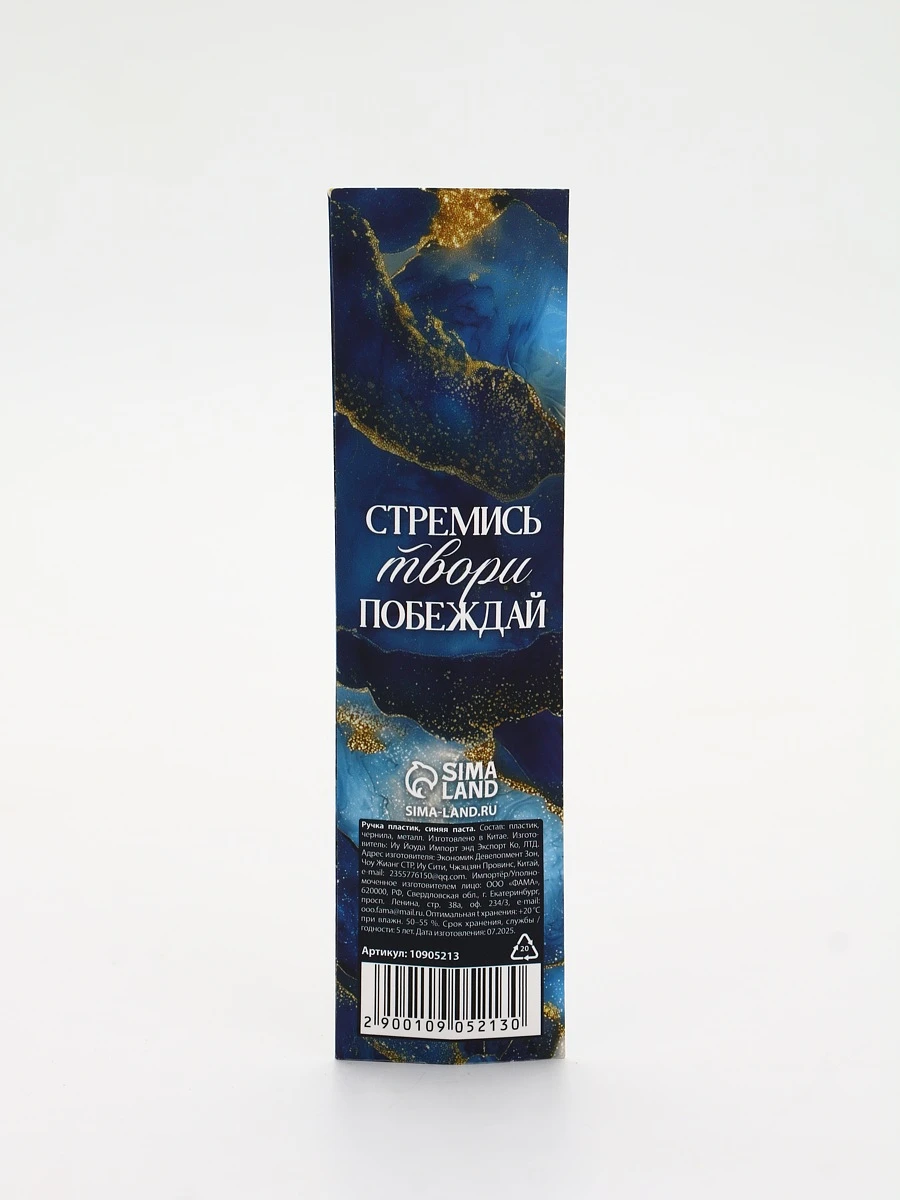 СТРЕМИСЬ
твори
ПОБЕЖДАЙ
SIMA
LAND
SIMA-LAND.RU
Ручка пластик, синяя паста. Состав: пластик,
чернила, металл. Изготовлено в Китае. Изгото-
витель: Иу Йоуда Импорт энд Экспорт Ко, ЛТД.
Адрес изготовителя: Экономик Девелопмент Зон,
Чоу Жианг СТР, Иу Сити, Чжэцзян Провинс, Китай,
e-mail: 2355776150@qq.com. Импортёр/Уполно-
моченное изготовителем лицо: ООО «ФАМА»,
620000, РФ, Свердловская обл., г. Екатеринбург,
просп. Ленина, стр. 38а, оф. 234/3, e-mail:
ooo.fama@mail.ru. Оптимальная t хранения: +20 °С
при влажн. 50–55 %. Срок хранения, службы /
годности: 5 лет. Дата изготовления: 07.2025.
Артикул: 10905213
20
2 900109 052130